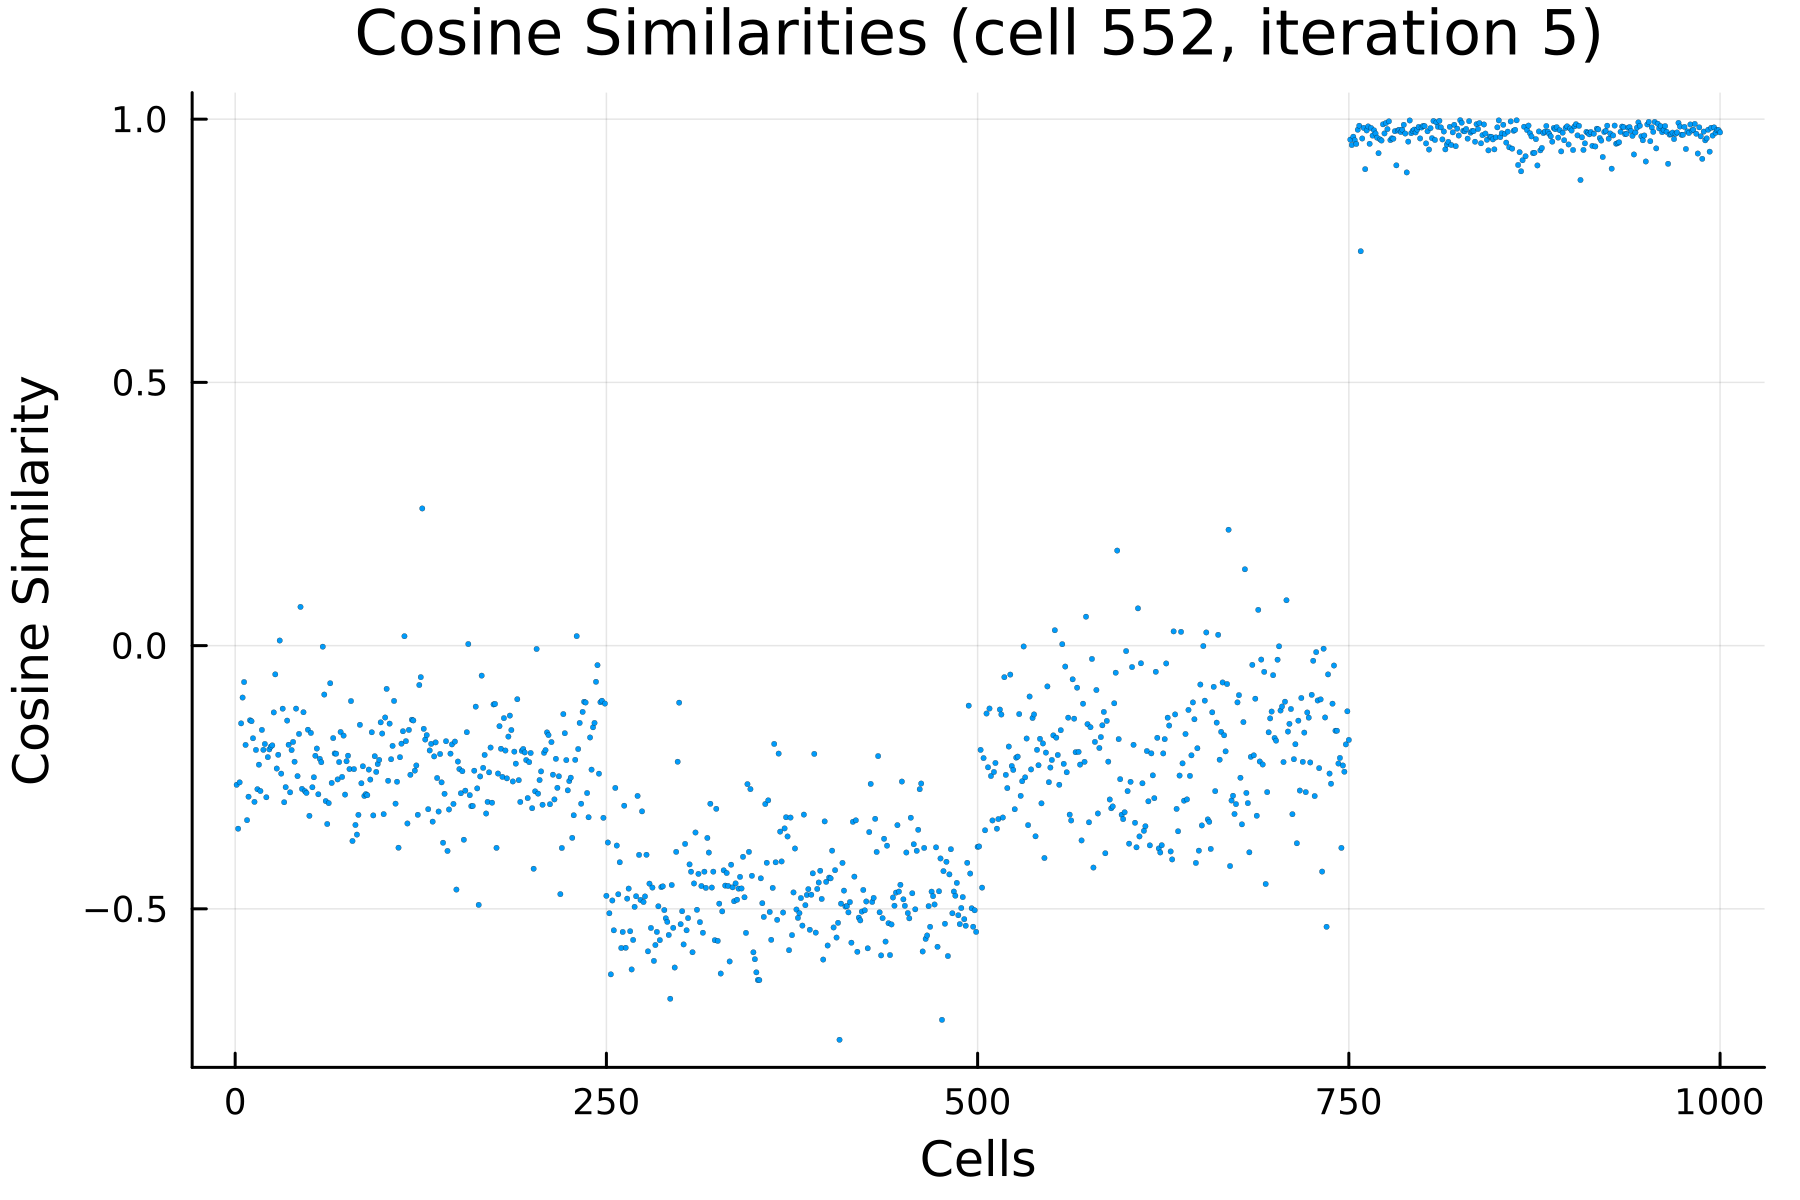 Cosine Similarities (cell 552, iteration 5)
Cosine Similarity
1.0
0.5
0.0
−0.5
0 250 500 750 1000
Cells